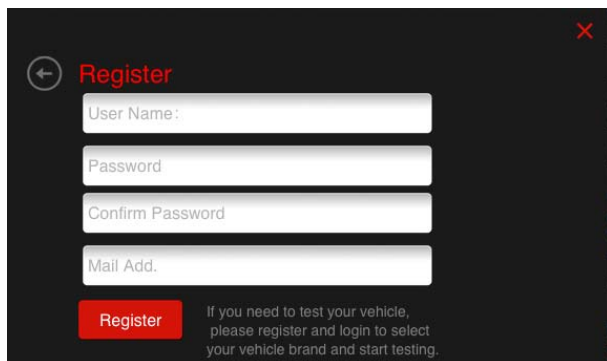 Register
User Name:
Password
Confirm Password
Mail Add.
Register
If you need to test your vehicle,
please register and login to select
your vehicle brand and start testing.